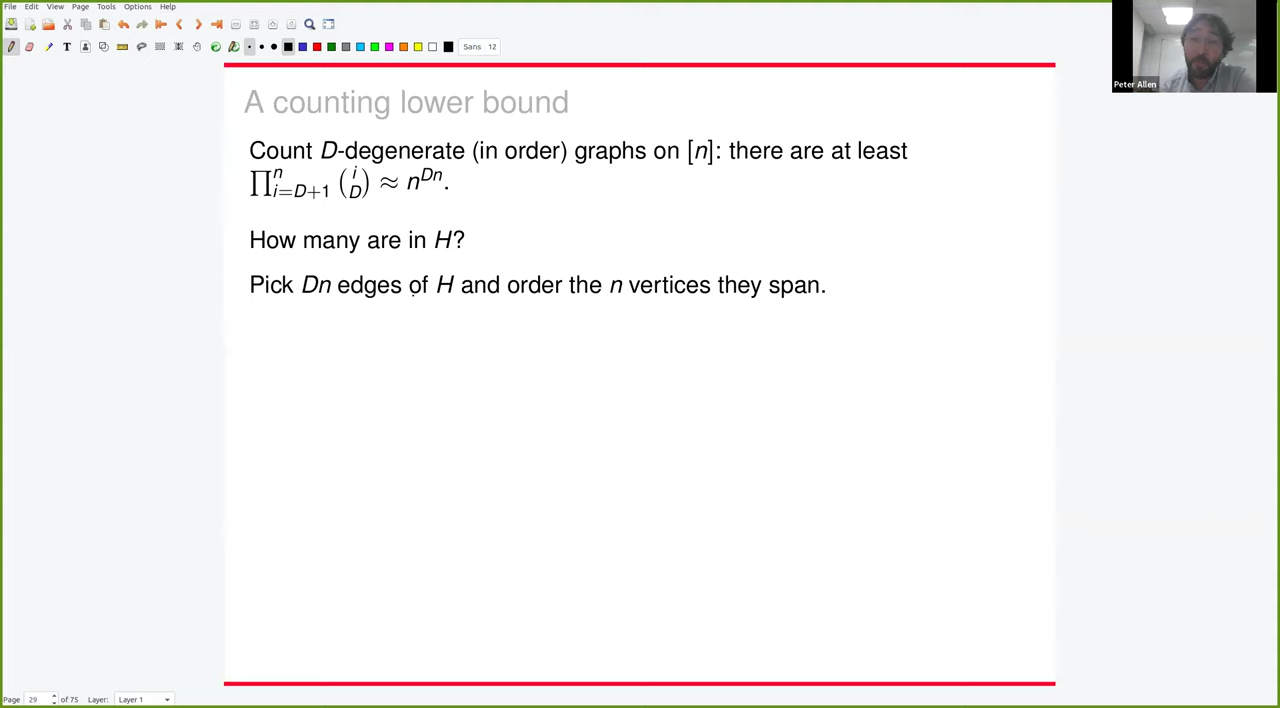 File Edit View Page Tools Options Help
T Sans 12
Peter Allen
A counting lower bound
Count D-degenerate (in order) graphs on [n]: there are at least
∏ⁿᵢ₌D₊₁ (i D) ≈ nᴰⁿ.
How many are in H?
Pick Dn edges of H and order the n vertices they span.
Page 29 of 75 Layer: Layer 1